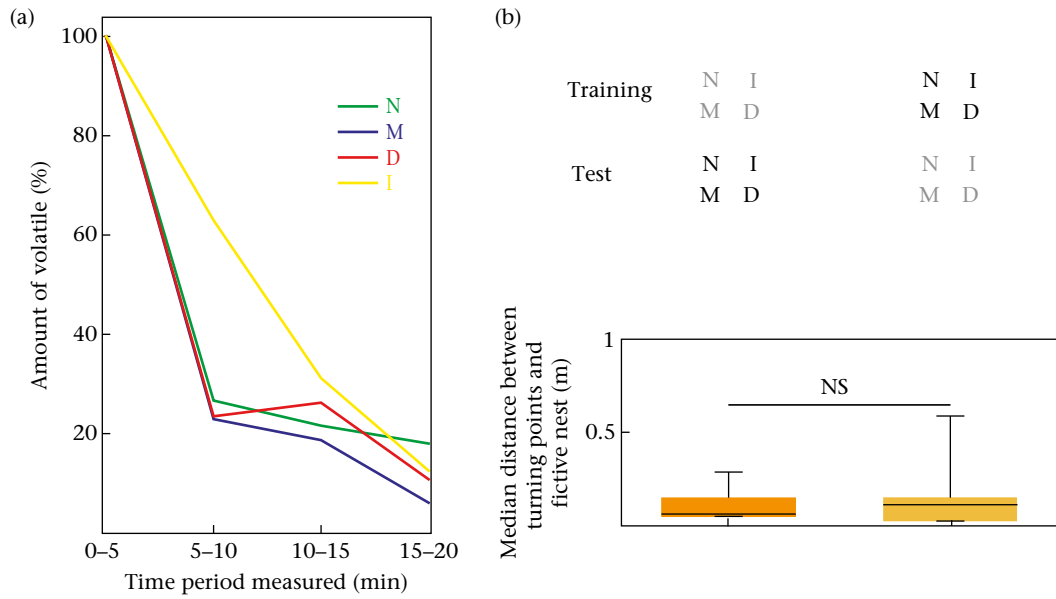 (a)
100
80
60
40
20
Amount of volatile (%)
N
M
D
I
0–5
5–10
10–15
15–20
Time period measured (min)
(b)
Training
N I
M D
N I
M D
Test
N I
M D
N I
M D
Median distance between
turning points and
fictive nest (m)
1
0.5
NS